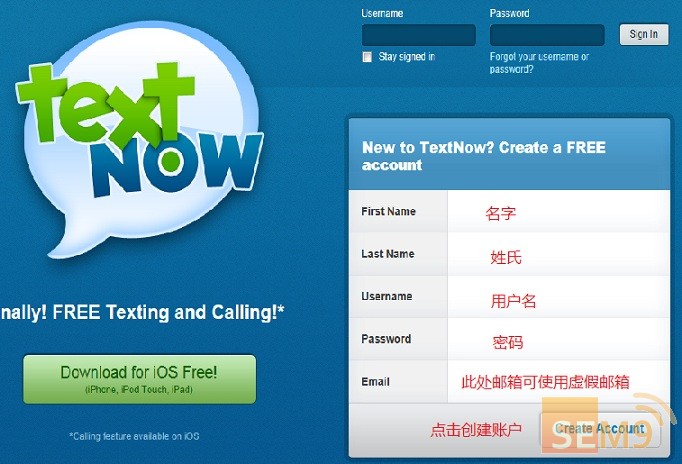 Username
Password
Sign In
Stay signed in
Forgot your username or
password?
text
NOW
New to TextNow? Create a FREE
account
First Name 名字
Last Name 姓氏
Username 用户名
Password 密码
Email 此处邮箱可使用虚假邮箱
点击创建账户 Create Account
SEM9
nally! FREE Texting and Calling!*
Download for iOS Free!
(iPhone, iPod Touch, iPad)
*Calling feature available on iOS